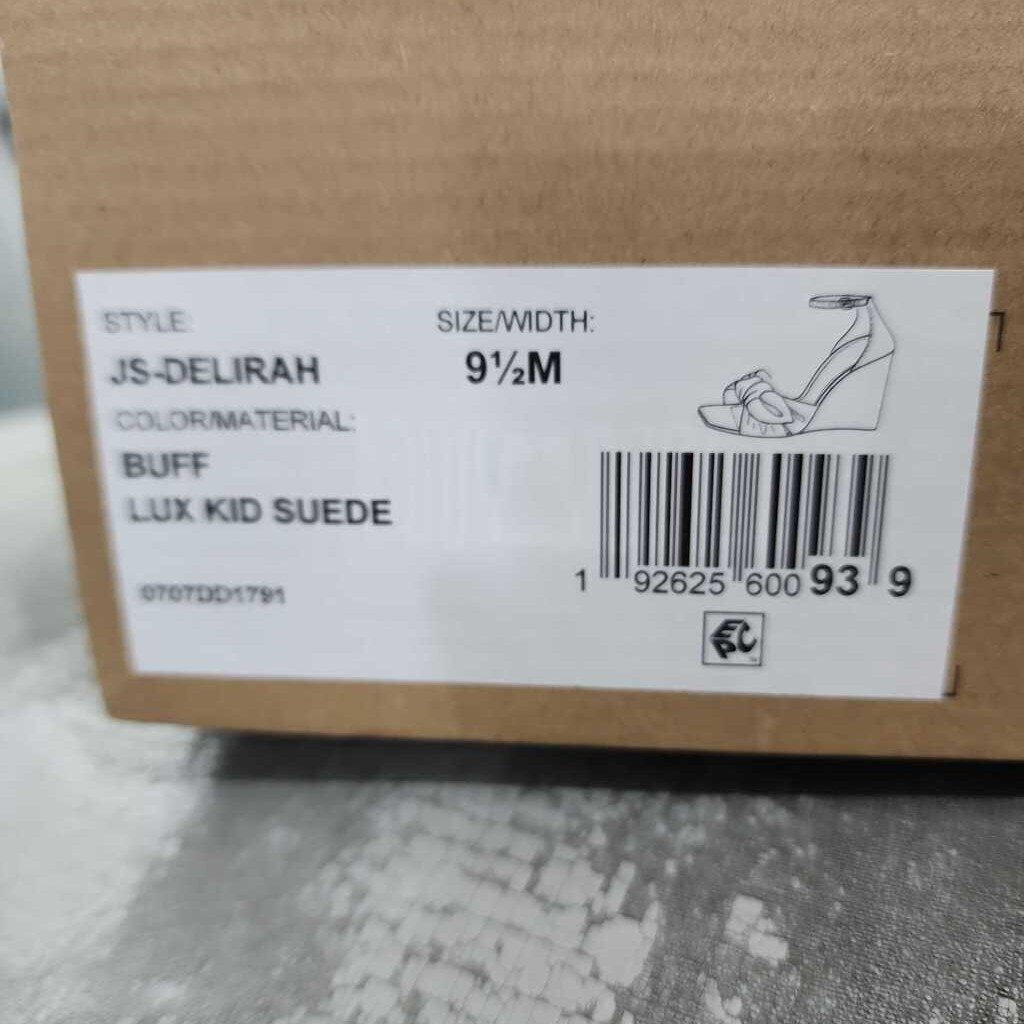 STYLE:
JS-DELIRAH
COLOR/MATERIAL:
BUFF
LUX KID SUEDE
0707DD1791
SIZE/WIDTH:
9½M
1 92625 600 93 9
EPC